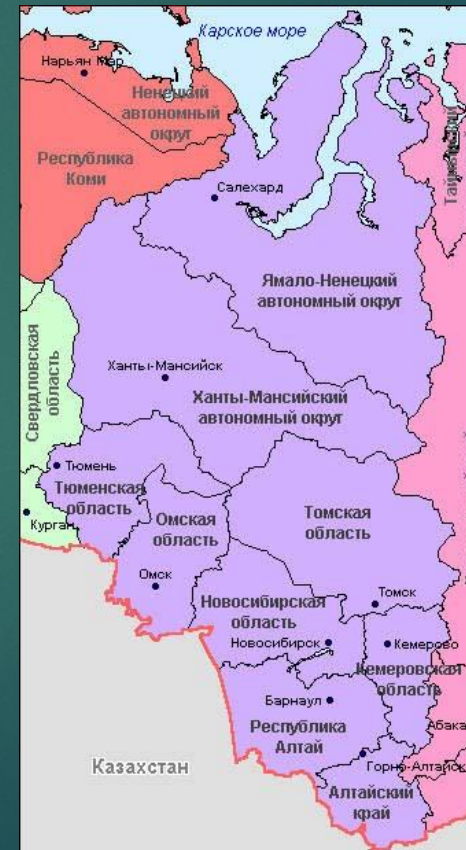 Карское море
Нарьян Мар
Ненецкий
автономный
округ
Республика
Коми
Салехард
Ямало-Ненецкий
автономный округ
Свердловская
область
Ханты-Мансийск
Ханты-Мансийский
автономный округ
Тюмень
Тюменская
область
Курган
Омская
область
Омск
Томская
область
Томск
Новосибирская
область
Новосибирск
Кемерово
Кемеровская
область
Барнаул
Республика
Алтай
Абака
Горно-Алтайск
Алтайский
край
Казахстан